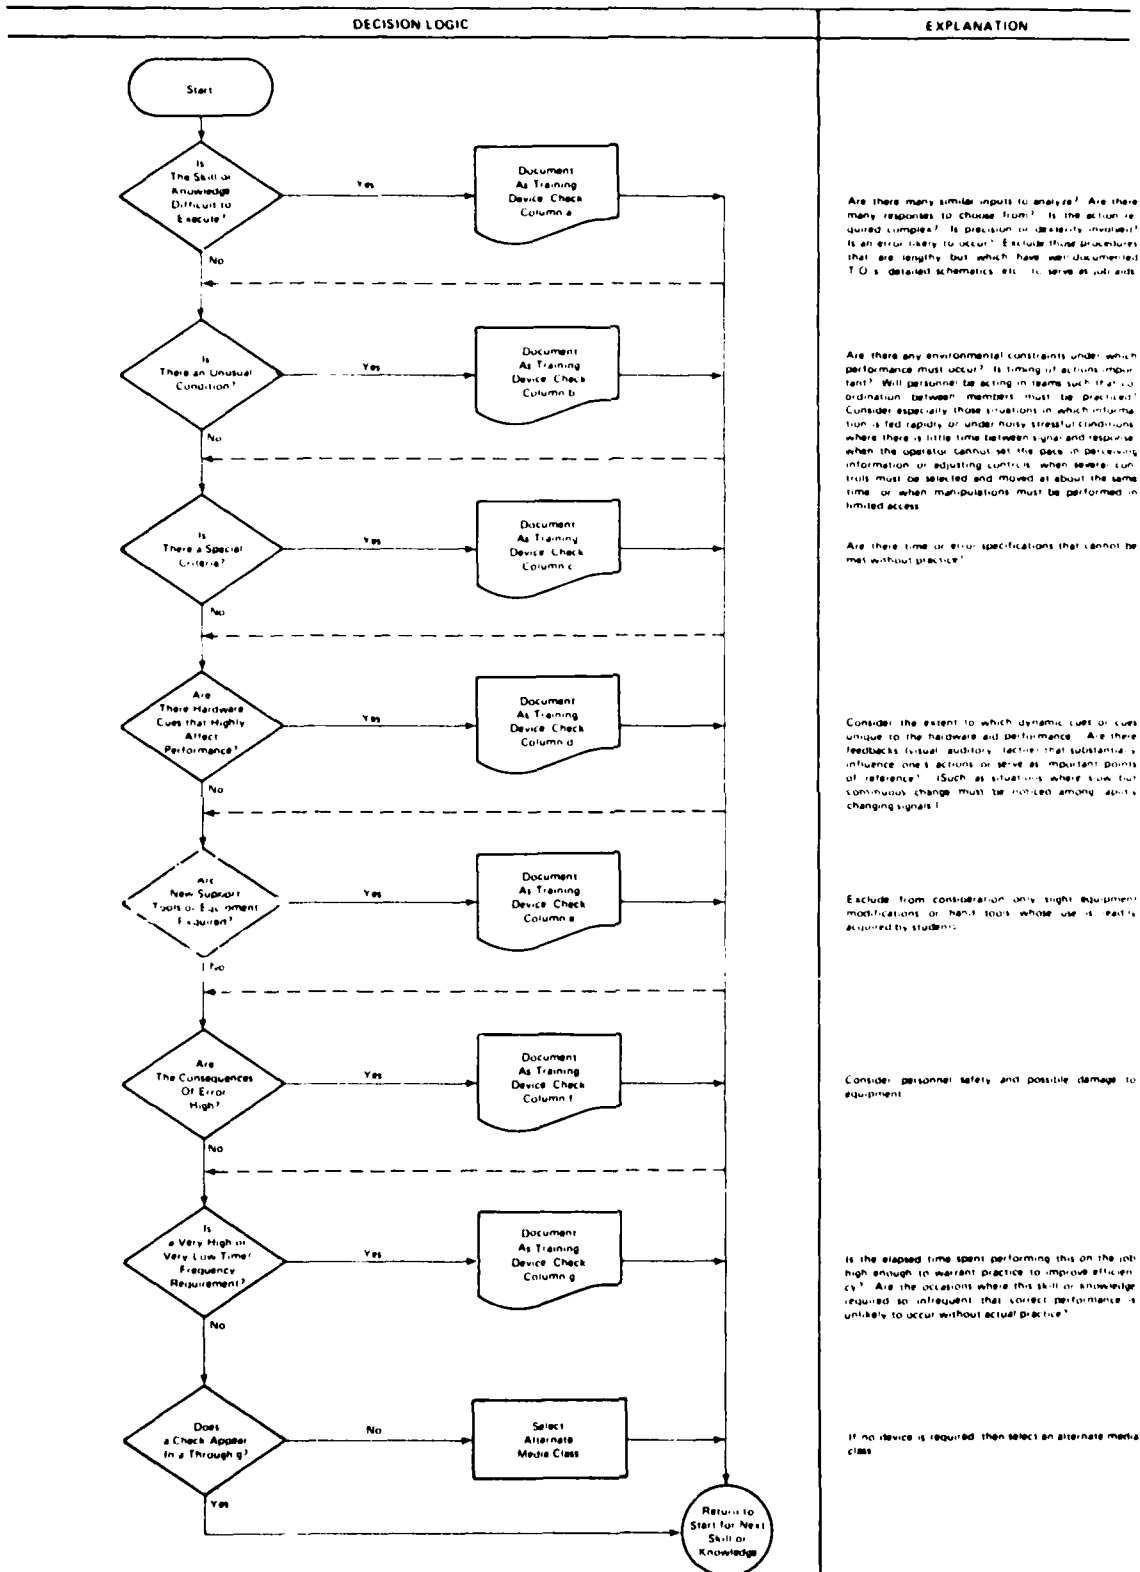 DECISION LOGIC
EXPLANATION
Start
Is
The Skill or
Knowledge
Difficult to
Execute?
Yes
Document
As Training
Device Check
Column a
No
Are there many similar inputs to analyze? Are there
many responses to choose from? Is the action re
quired complex? Is precision or dexterity involved?
Is an error likely to occur? Exclude those procedures
that are lengthy but which have well documented
T.O.s detailed schematics etc. to serve as job aids
Is
There an Unusual
Condition?
Yes
Document
As Training
Device Check
Column b
No
Are there any environmental constraints under which
performance must occur? Is timing of actions impor
tant? Will personnel be acting in teams such that co
ordination between members must be practiced?
Consider especially those situations in which informa
tion is fed rapidly or under noisy stressful conditions
where there is little time between signal and response
when the operator cannot set the pace in perceiving
information or adjusting controls when several con
trols must be selected and moved at about the same
time or when manipulations must be performed in
limited access
Is
There a Special
Criteria?
Yes
Document
As Training
Device Check
Column c
No
Are there time or error specifications that cannot be
met without practice?
Are
There Hardware
Cues that Highly
Affect
Performance?
Yes
Document
As Training
Device Check
Column d
No
Consider the extent to which dynamic cues or cues
unique to the hardware aid performance Are there
feedbacks (visual auditory tactile) that substantially
influence one's actions or serve as important points
of reference? (Such as situations where slow but
continuous change must be noticed among rapidly
changing signals.)
Are
New Support
Tools or Equipment
Required?
Yes
Document
As Training
Device Check
Column e
No
Exclude from consideration only slight equipment
modifications or hand tools whose use is readily
acquired by students
Are
The Consequences
Of Error
High?
Yes
Document
As Training
Device Check
Column f
No
Consider personnel safety and possible damage to
equipment
Is
a Very High or
Very Low Time/
Frequency
Requirement?
Yes
Document
As Training
Device Check
Column g
No
Is the elapsed time spent performing this on the job
high enough to warrant practice to improve efficien
cy? Are the occasions where this skill or knowledge
required so infrequent that correct performance is
unlikely to occur without actual practice?
Does
a Check Appear
In a Through g?
No
Select
Alternate
Media Class
Yes
If no device is required then select an alternate media
class
Return to
Start for Next
Skill or
Knowledge